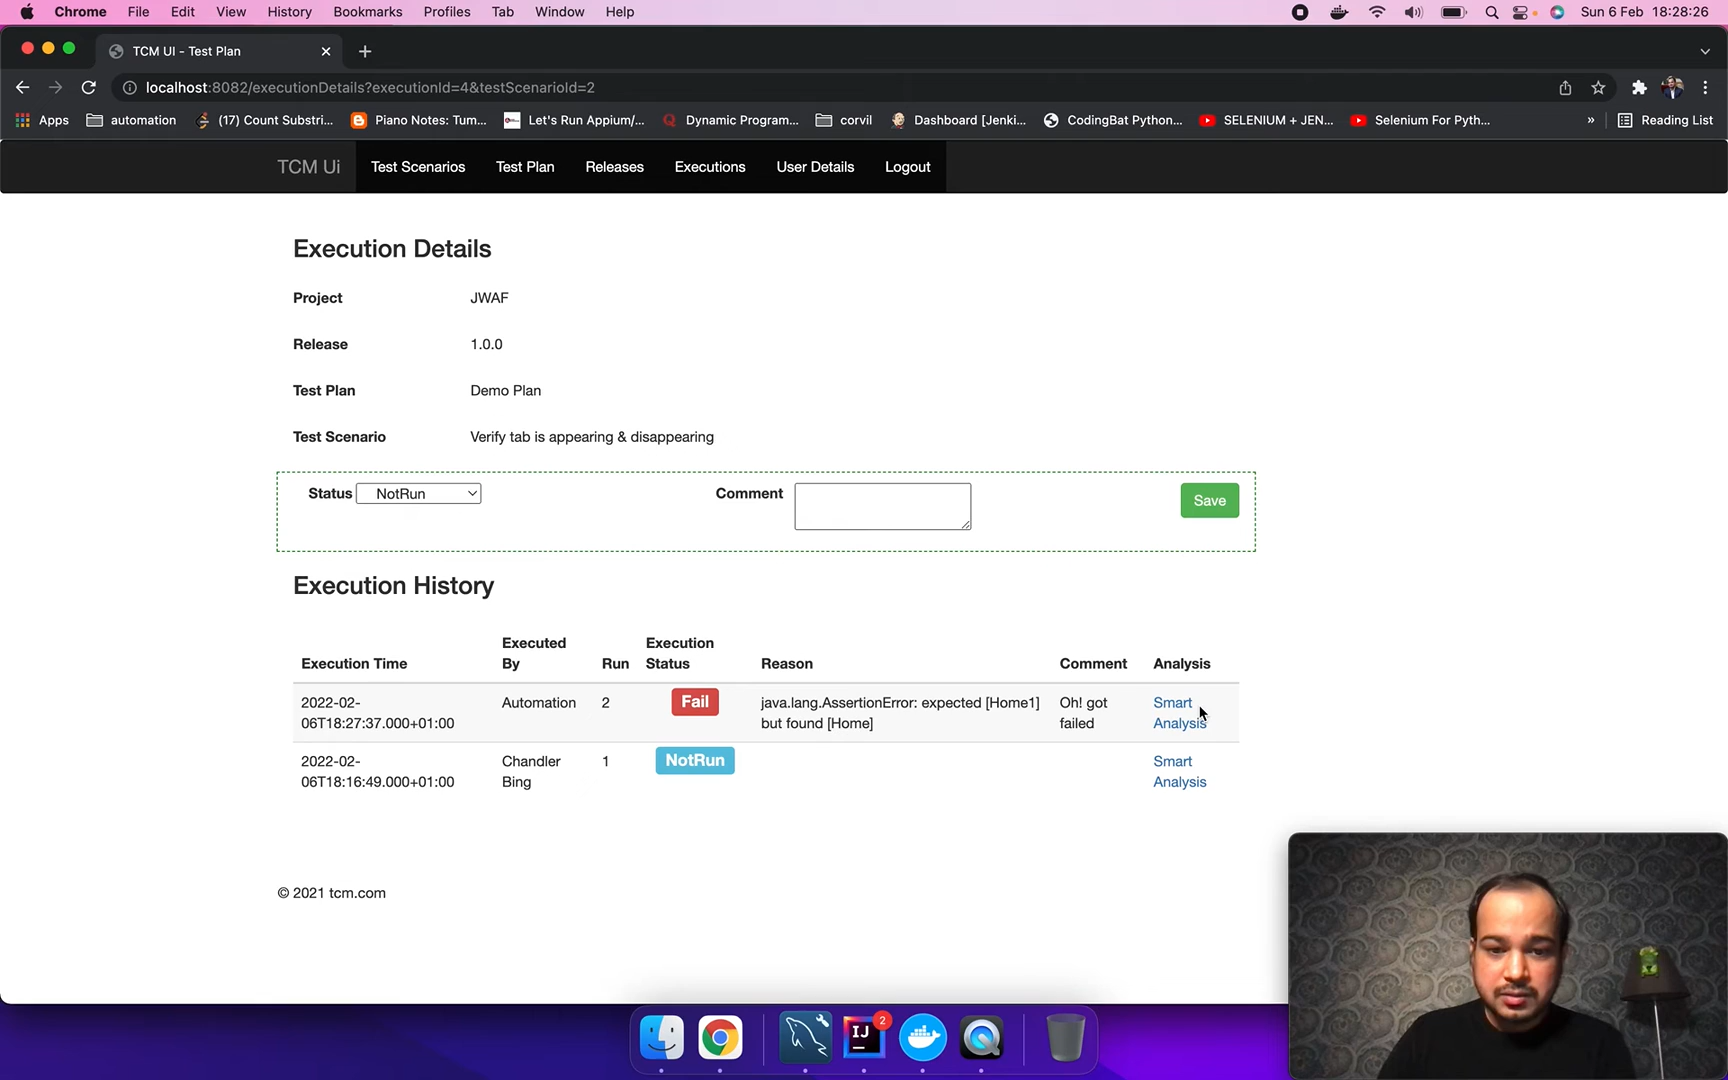 Chrome File Edit View History Bookmarks Profiles Tab Window Help Sun 6 Feb 18:28:26
TCM UI - Test Plan
localhost:8082/executionDetails?executionId=4&testScenarioId=2
Apps automation (17) Count Substri... Piano Notes: Tum... Let's Run Appium/... Dynamic Program... corvil Dashboard [Jenki... CodingBat Python... SELENIUM + JEN... Selenium For Pyth... » Reading List
TCM Ui Test Scenarios Test Plan Releases Executions User Details Logout
Execution Details
Project JWAF
Release 1.0.0
Test Plan Demo Plan
Test Scenario Verify tab is appearing & disappearing
Status NotRun Comment Save
Execution History
Executed Execution
Execution Time By Run Status Reason Comment Analysis
2022-02- Automation 2 Fail java.lang.AssertionError: expected [Home1] Oh! got Smart
06T18:27:37.000+01:00 but found [Home] failed Analysis
2022-02- Chandler 1 NotRun Smart
06T18:16:49.000+01:00 Bing Analysis
© 2021 tcm.com
IJ 2